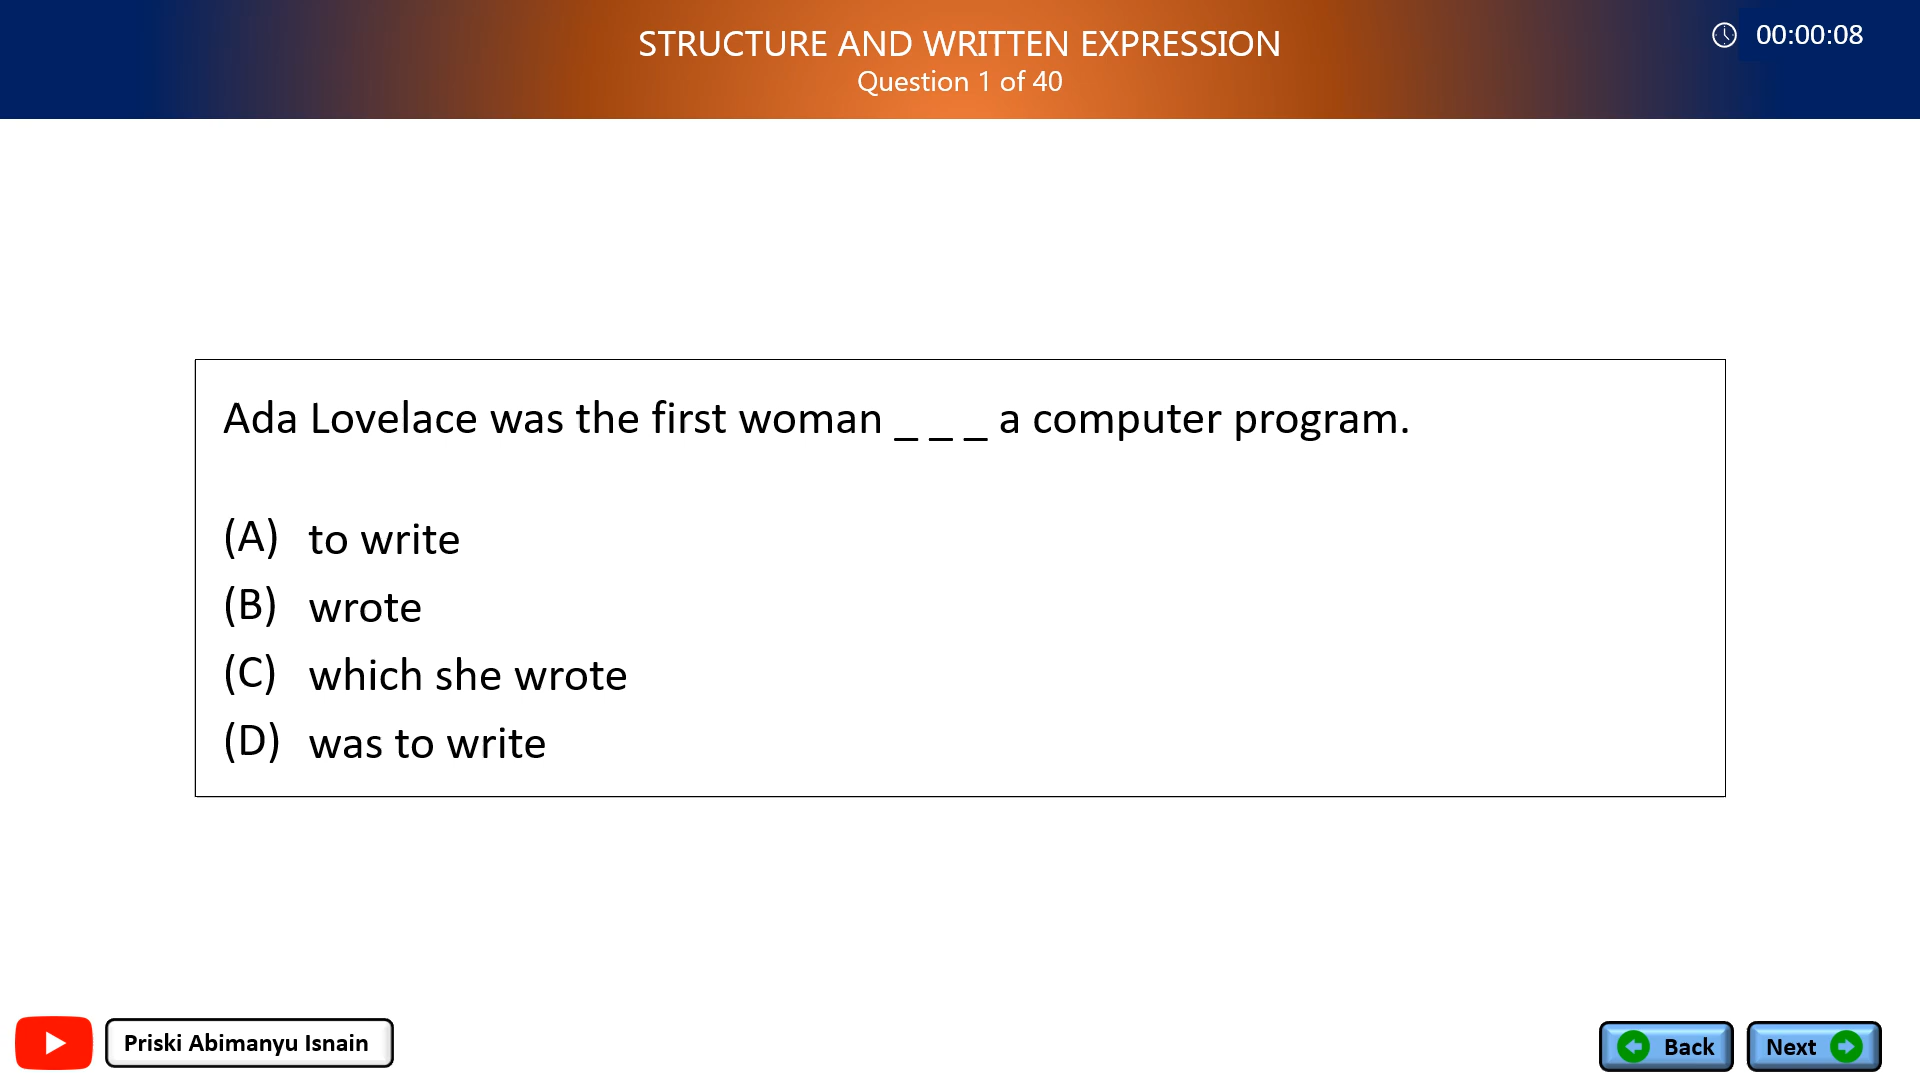 STRUCTURE AND WRITTEN EXPRESSION
00:00:08
Question 1 of 40
Ada Lovelace was the first woman _ _ _ a computer program.
(A) to write
(B) wrote
(C) which she wrote
(D) was to write
Priski Abimanyu Isnain
Back
Next